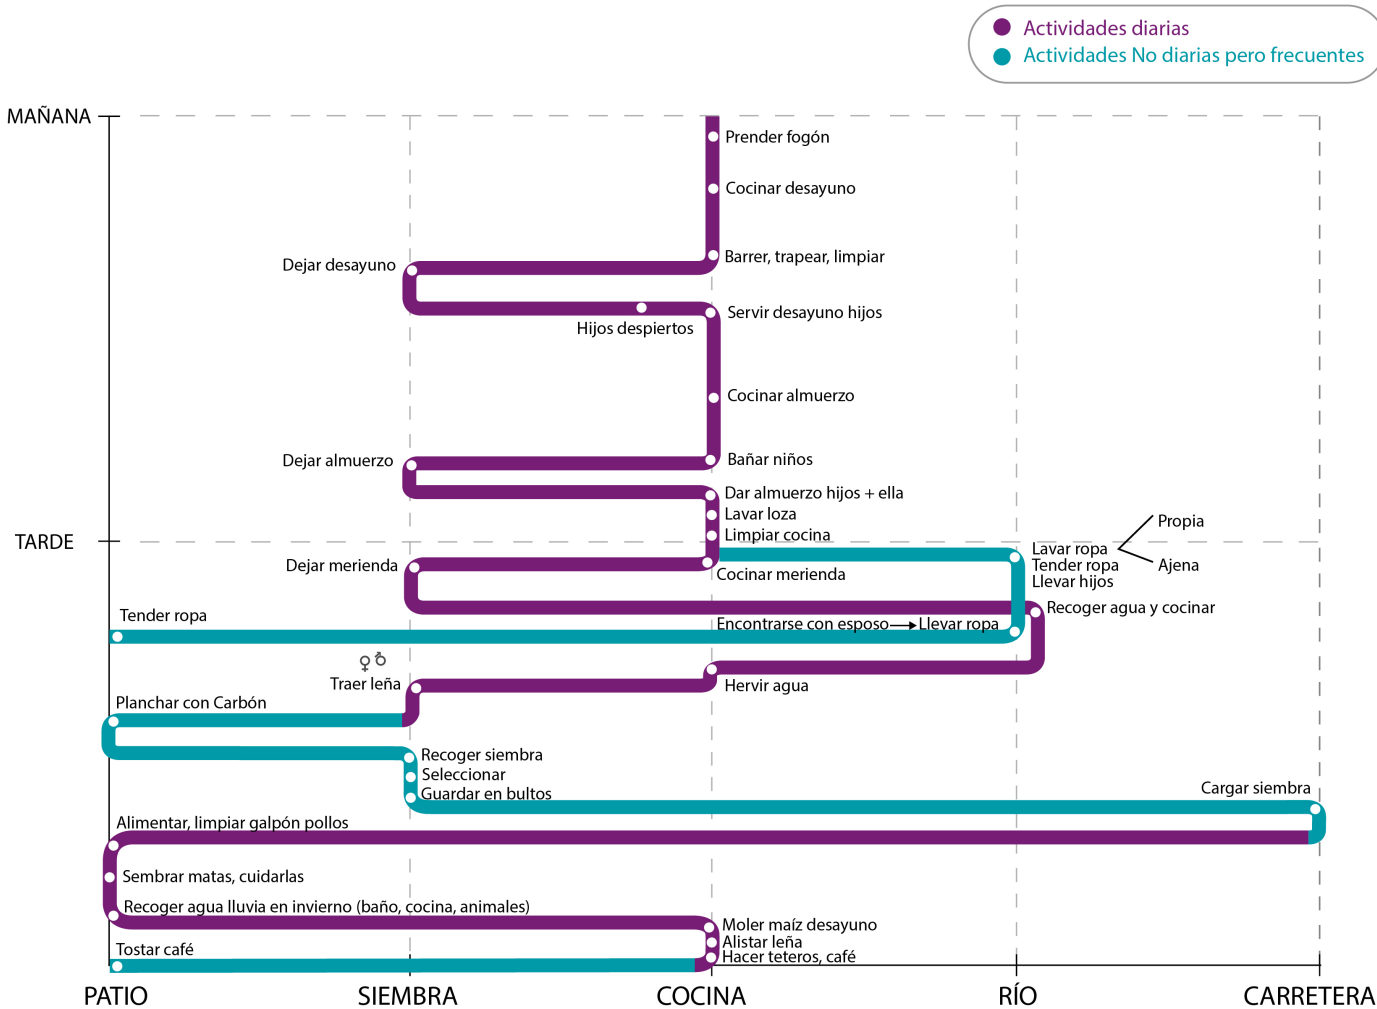 Actividades diarias
Actividades No diarias pero frecuentes
MAÑANA
Prender fogón
Cocinar desayuno
Barrer, trapear, limpiar
Dejar desayuno
Servir desayuno hijos
Hijos despiertos
Cocinar almuerzo
Dejar almuerzo
Bañar niños
Dar almuerzo hijos + ella
Lavar loza
Limpiar cocina
TARDE
Propia
Lavar ropa
Tender ropa
Ajena
Llevar hijos
Dejar merienda
Cocinar merienda
Recoger agua y cocinar
Tender ropa
Encontrarse con esposo
Llevar ropa
Traer leña
Hervir agua
Planchar con Carbón
Recoger siembra
Seleccionar
Guardar en bultos
Cargar siembra
Alimentar, limpiar galpón pollos
Sembrar matas, cuidarlas
Recoger agua lluvia en invierno (baño, cocina, animales)
Moler maíz desayuno
Alistar leña
Hacer teteros, café
Tostar café
PATIO
SIEMBRA
COCINA
RÍO
CARRETERA